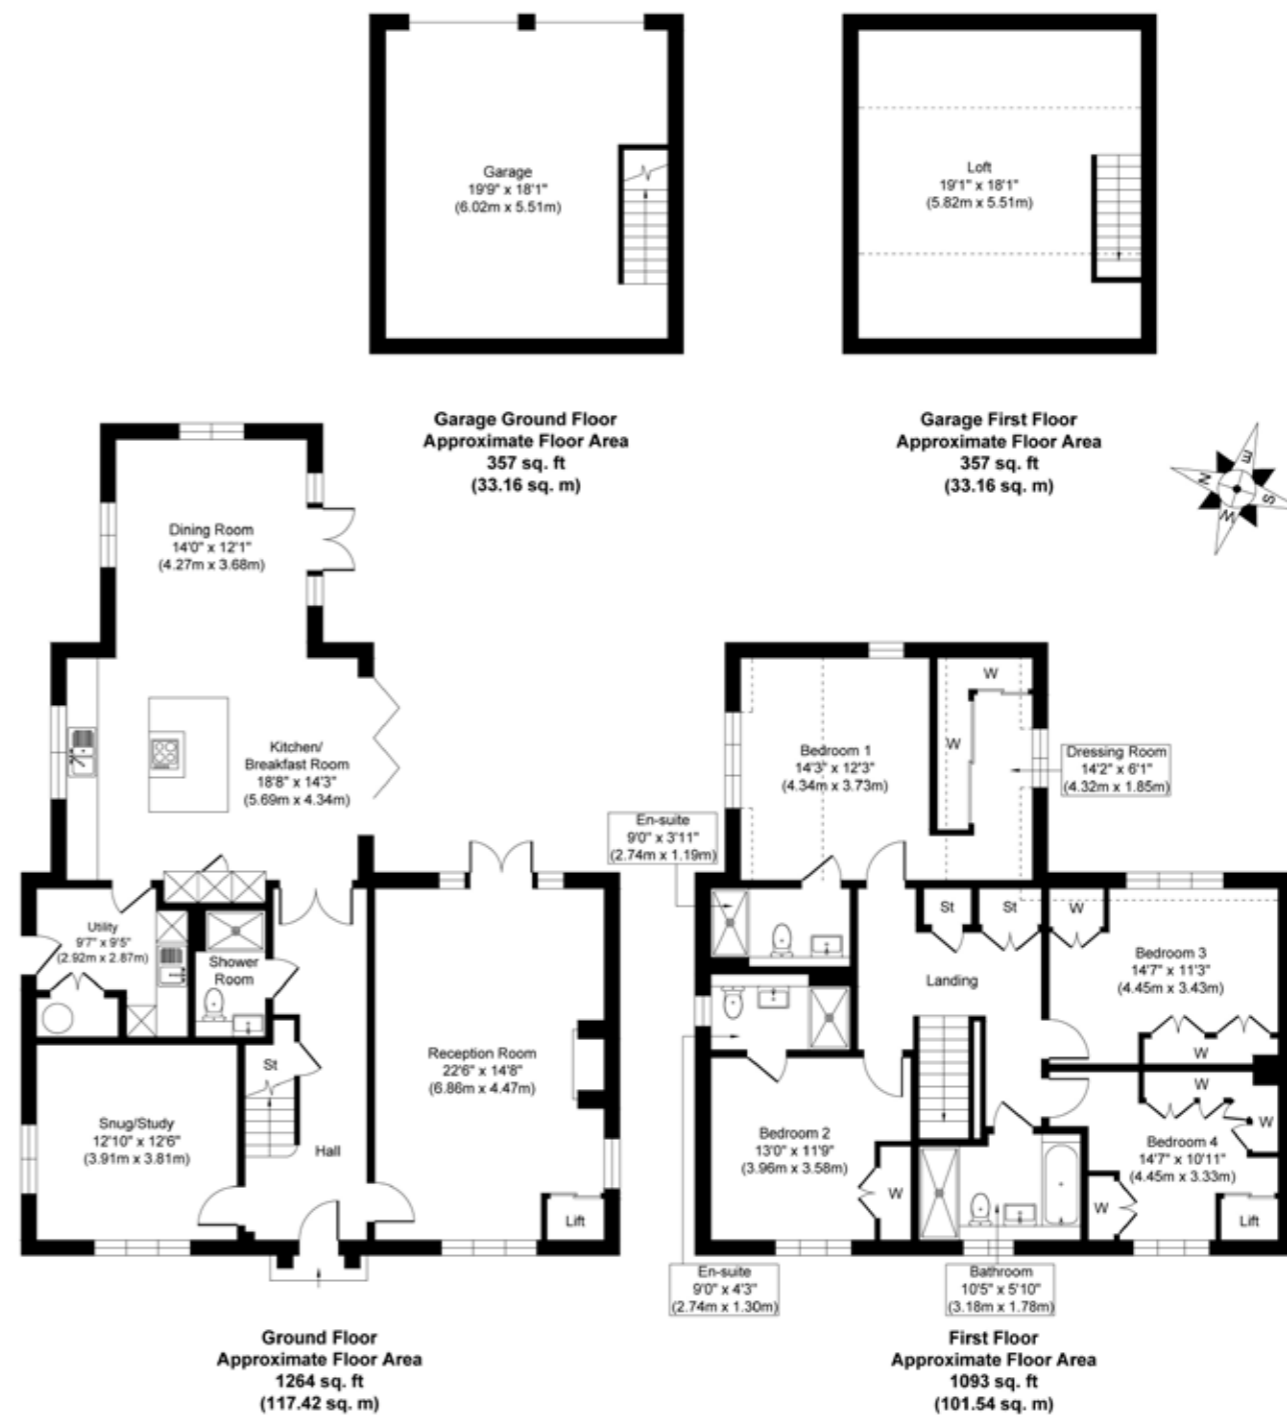 Garage
19'9" x 18'1"
(6.02m x 5.51m)
Loft
19'1" x 18'1"
(5.82m x 5.51m)
Garage Ground Floor
Approximate Floor Area
357 sq. ft
(33.16 sq. m)
Garage First Floor
Approximate Floor Area
357 sq. ft
(33.16 sq. m)
E
N
S
W
Dining Room
14'0" x 12'1"
(4.27m x 3.68m)
Kitchen/
Breakfast Room
18'8" x 14'3"
(5.69m x 4.34m)
Utility
9'7" x 9'5"
(2.92m x 2.87m)
Shower
Room
St
Reception Room
22'6" x 14'8"
(6.86m x 4.47m)
Snug/Study
12'10" x 12'6"
(3.91m x 3.81m)
Hall
Lift
Ground Floor
Approximate Floor Area
1264 sq. ft
(117.42 sq. m)
W
W
Bedroom 1
14'3" x 12'3"
(4.34m x 3.73m)
Dressing Room
14'2" x 6'1"
(4.32m x 1.85m)
En-suite
9'0" x 3'11"
(2.74m x 1.19m)
St
St
W
Landing
Bedroom 3
14'7" x 11'3"
(4.45m x 3.43m)
W
W
W
Bedroom 2
13'0" x 11'9"
(3.96m x 3.58m)
W
Bedroom 4
14'7" x 10'11"
(4.45m x 3.33m)
W
Lift
En-suite
9'0" x 4'3"
(2.74m x 1.30m)
Bathroom
10'5" x 5'10"
(3.18m x 1.78m)
First Floor
Approximate Floor Area
1093 sq. ft
(101.54 sq. m)